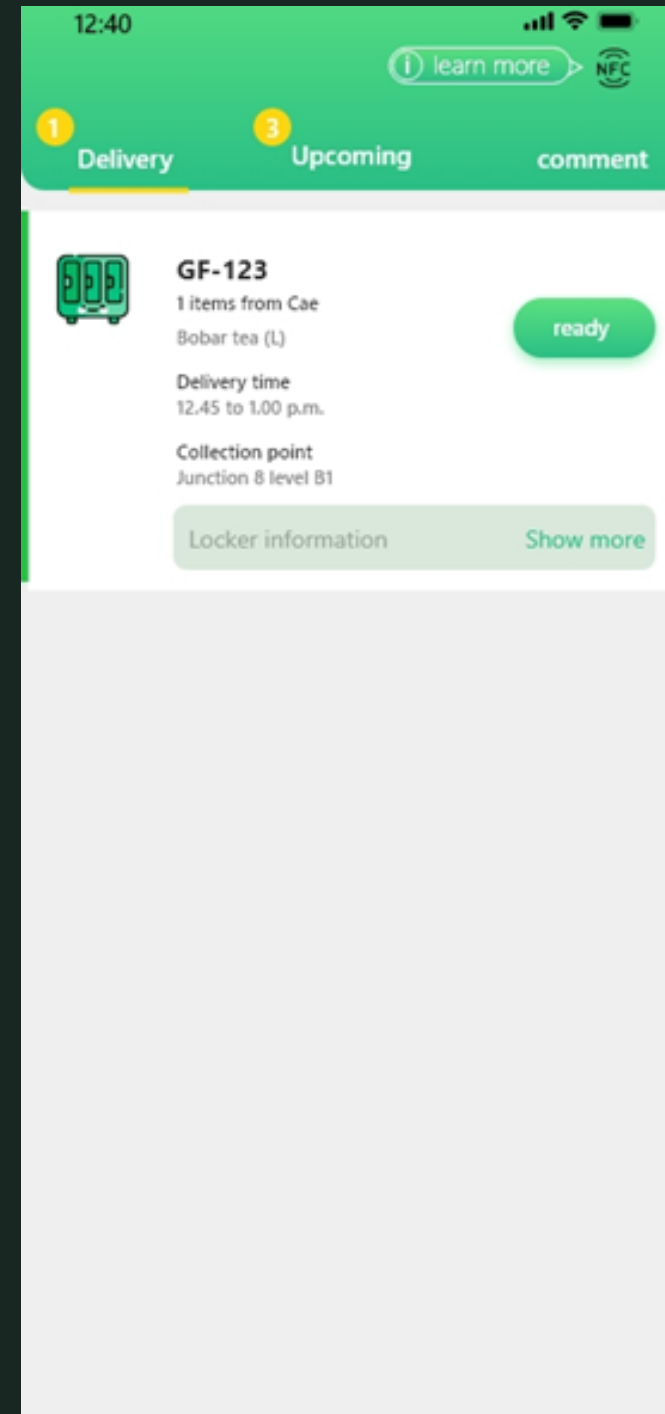 12:40
i learn more NFC
1 3
Delivery Upcoming comment
GF-123
1 items from Cae
Bobar tea (L)
ready
Delivery time
12.45 to 1.00 p.m.
Collection point
Junction 8 level B1
Locker information Show more